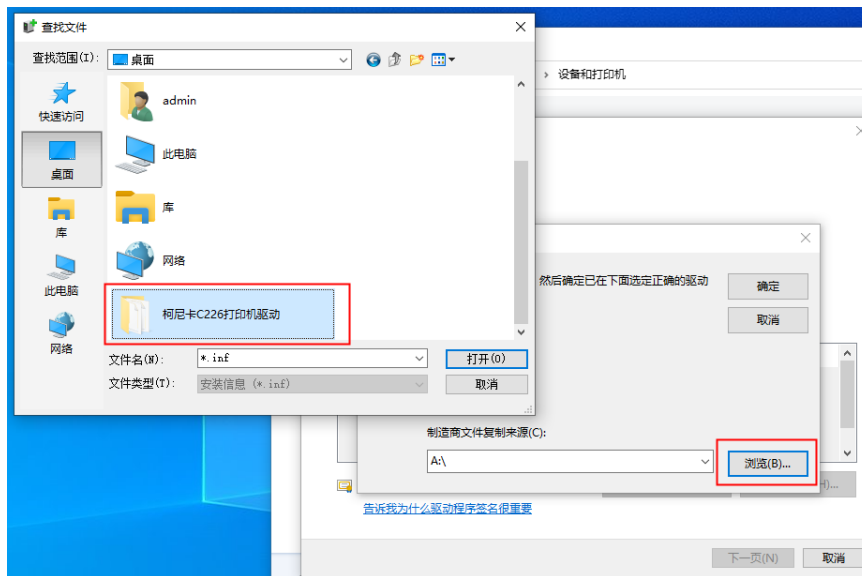 查找文件
查找范围(I):
桌面
快速访问
桌面
库
此电脑
网络
admin
此电脑
库
网络
柯尼卡C226打印机驱动
文件名(N):
*.inf
打开(O)
文件类型(T):
安装信息 (*.inf)
取消
› 设备和打印机
然后确定已在下面选定正确的驱动
确定
取消
制造商文件复制来源(C):
A:\
浏览(B)...
H)...
告诉我为什么驱动程序签名很重要
下一页(N)
取消